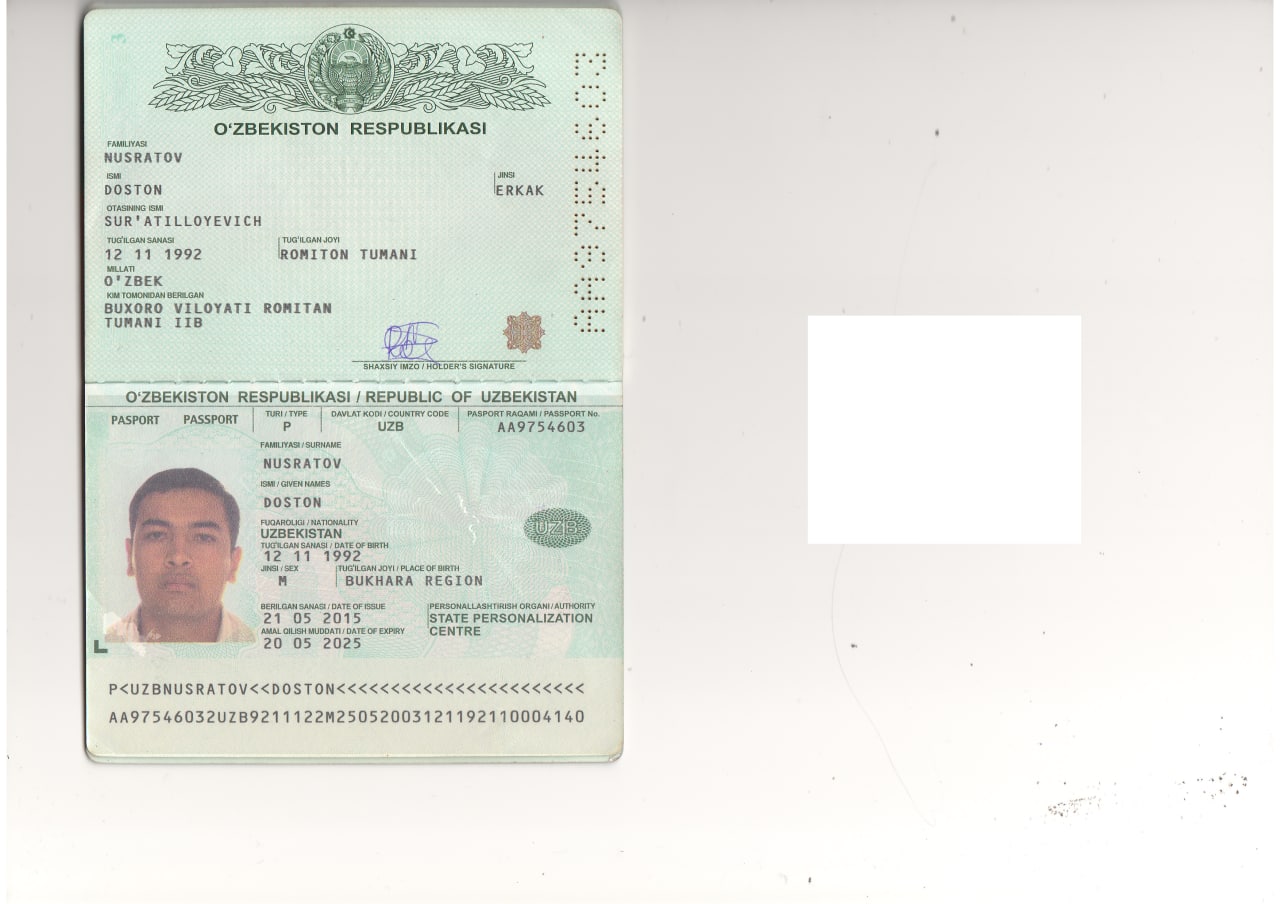 O‘ZBEKISTON RESPUBLIKASI
FAMILIYASI
NUSRATOV
ISMI
DOSTON
JINSI
ERKAK
OTASINING ISMI
SUR'ATILLOYEVICH
TUG'ILGAN SANASI
12 11 1992
TUG'ILGAN JOYI
ROMITON TUMANI
MILLATI
O'ZBEK
KIM TOMONIDAN BERILGAN
BUXORO VILOYATI ROMITAN
TUMANI IIB
SHAXSIY IMZO / HOLDER'S SIGNATURE
AA9754603
O‘ZBEKISTON RESPUBLIKASI / REPUBLIC OF UZBEKISTAN
PASPORT PASSPORT
TURI / TYPE
P
DAVLAT KODI / COUNTRY CODE
UZB
PASPORT RAQAMI / PASSPORT No.
AA9754603
FAMILIYASI / SURNAME
NUSRATOV
ISMI / GIVEN NAMES
DOSTON
FUQAROLIGI / NATIONALITY
UZBEKISTAN
UZB
TUG'ILGAN SANASI / DATE OF BIRTH
12 11 1992
JINSI / SEX
M
TUG'ILGAN JOYI / PLACE OF BIRTH
BUKHARA REGION
BERILGAN SANASI / DATE OF ISSUE
21 05 2015
PERSONALLASHTIRISH ORGANI / AUTHORITY
STATE PERSONALIZATION
CENTRE
AMAL QILISH MUDDATI / DATE OF EXPIRY
20 05 2025
P<UZBNUSRATOV<<DOSTON<<<<<<<<<<<<<<<<<<<<<<<
AA97546032UZB9211122M25052003121192110004140